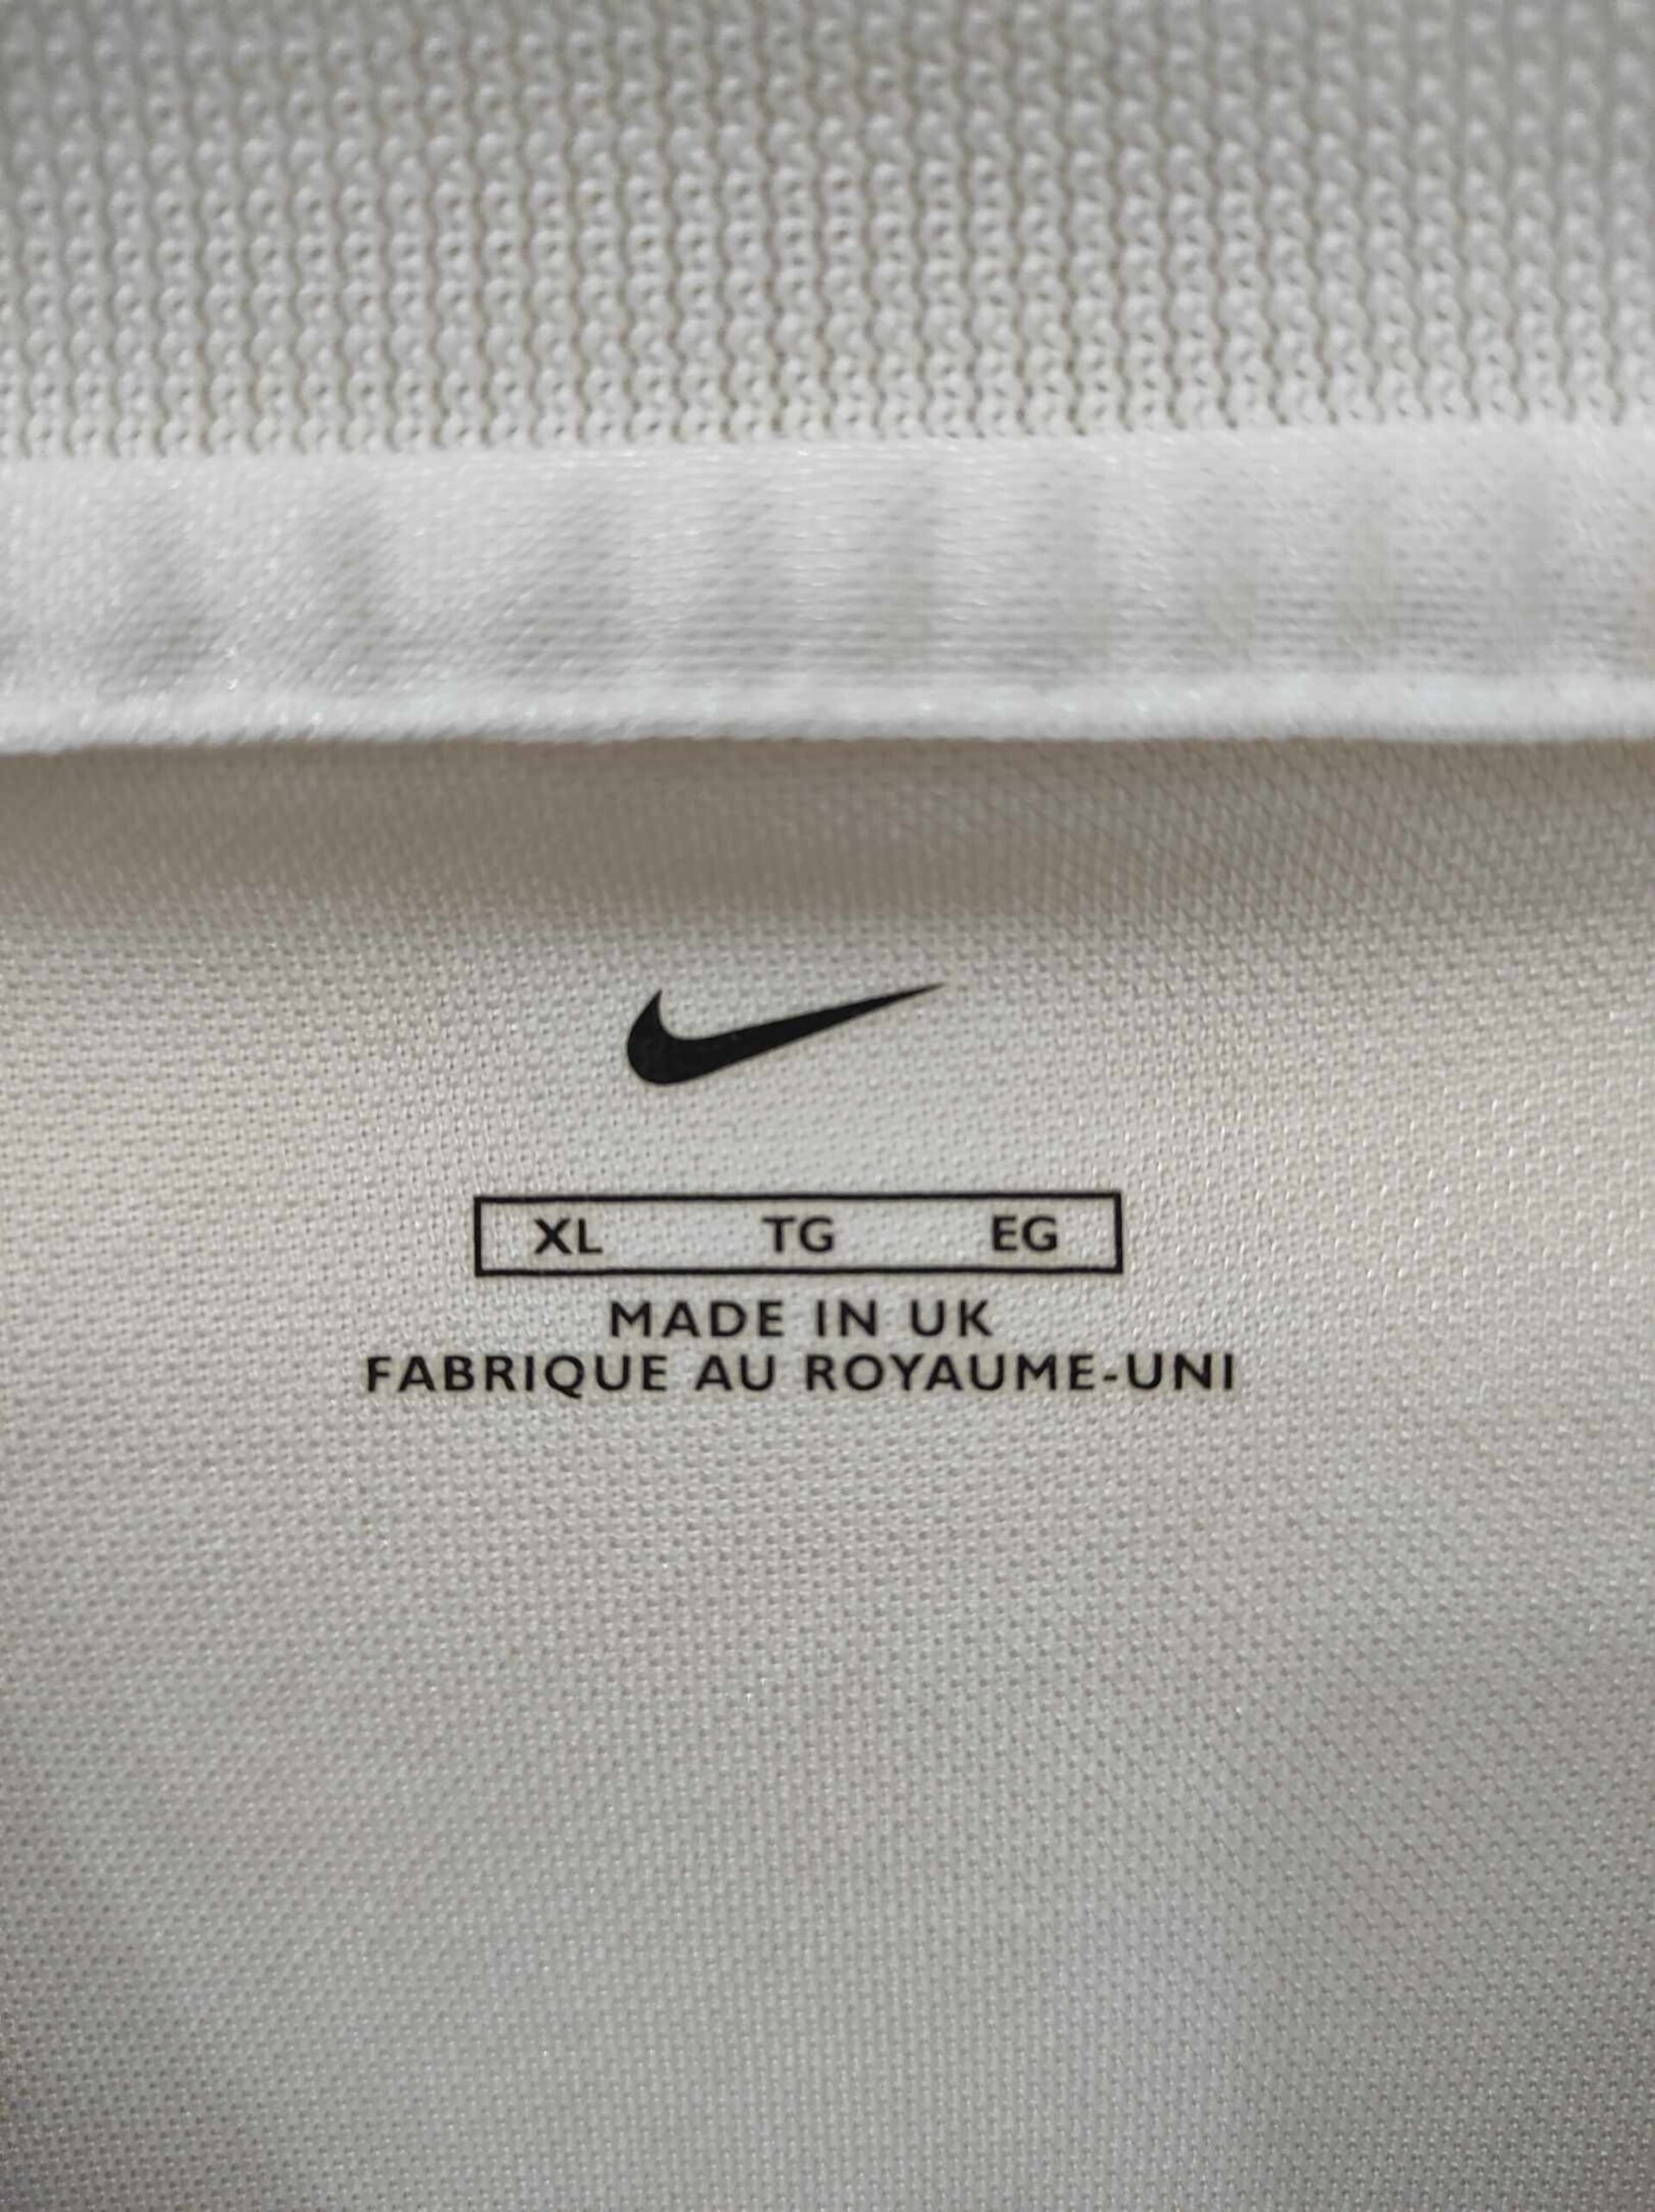 XL TG EG
MADE IN UK
FABRIQUE AU ROYAUME-UNI